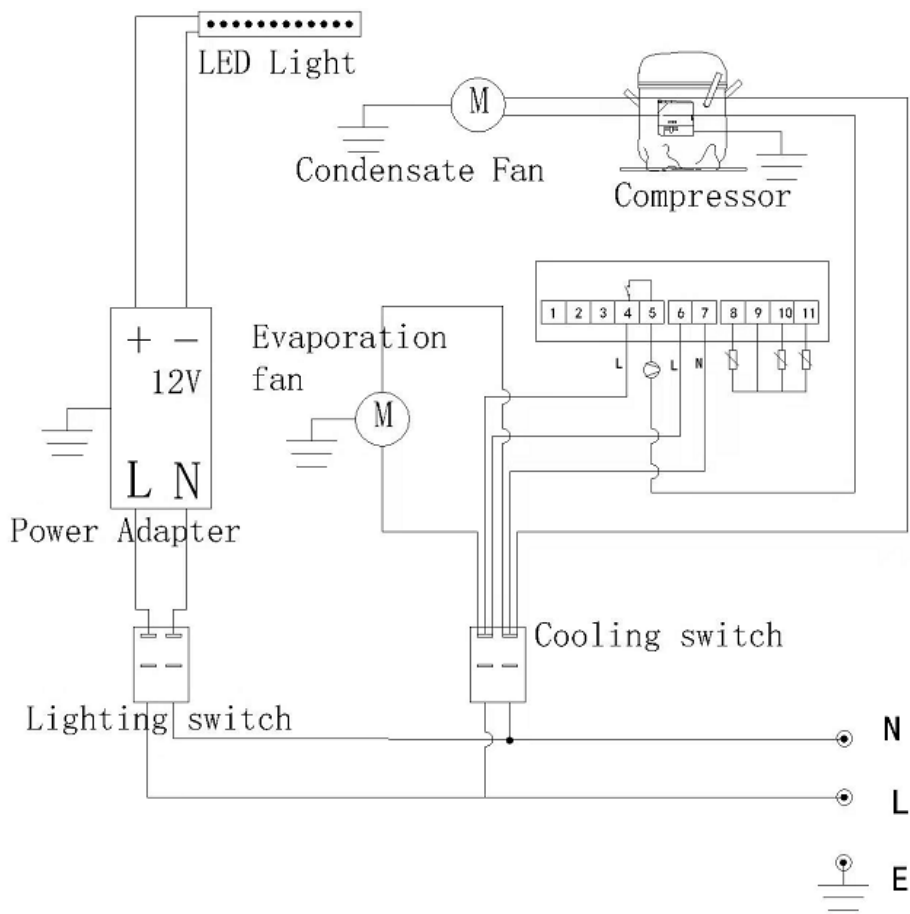 LED Light
M
Condensate Fan
Compressor
1 2 3 4 5 6 7 8 9 10 11
L L N
Evaporation
fan
M
+ −
12V
L N
Power Adapter
Cooling switch
Lighting switch
N
L
E